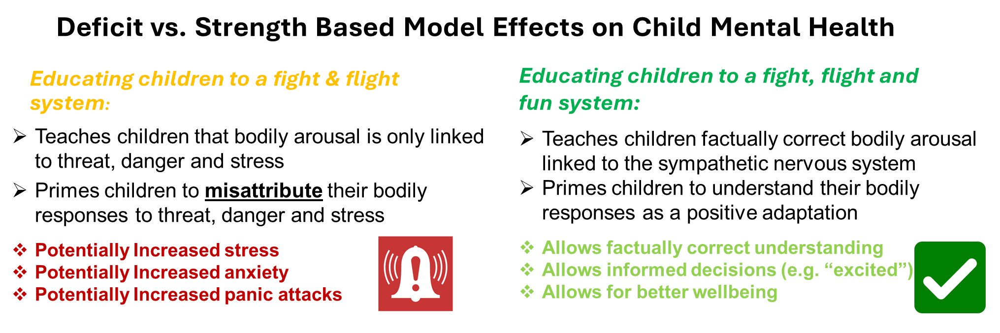 Deficit vs. Strength Based Model Effects on Child Mental Health
Educating children to a fight & flight
system:
Teaches children that bodily arousal is only linked
to threat, danger and stress
Primes children to misattribute their bodily
responses to threat, danger and stress
Potentially Increased stress
Potentially Increased anxiety
Potentially Increased panic attacks
Educating children to a fight, flight and
fun system:
Teaches children factually correct bodily arousal
linked to the sympathetic nervous system
Primes children to understand their bodily
responses as a positive adaptation
Allows factually correct understanding
Allows informed decisions (e.g. “excited”)
Allows for better wellbeing